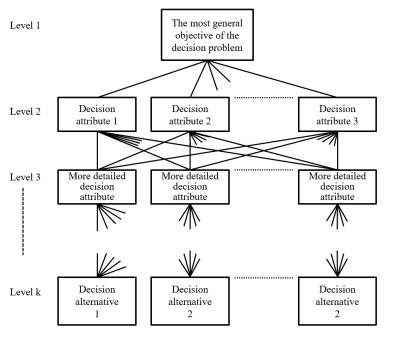 Level 1
The most general
objective of the
decision problem
Level 2
Decision
attribute 1
Decision
attribute 2
Decision
attribute 3
Level 3
More detailed
decision
attribute
More detailed
decision
attribute
More detailed
decision
attribute
Level k
Decision
alternative
1
Decision
alternative
2
Decision
alternative
2